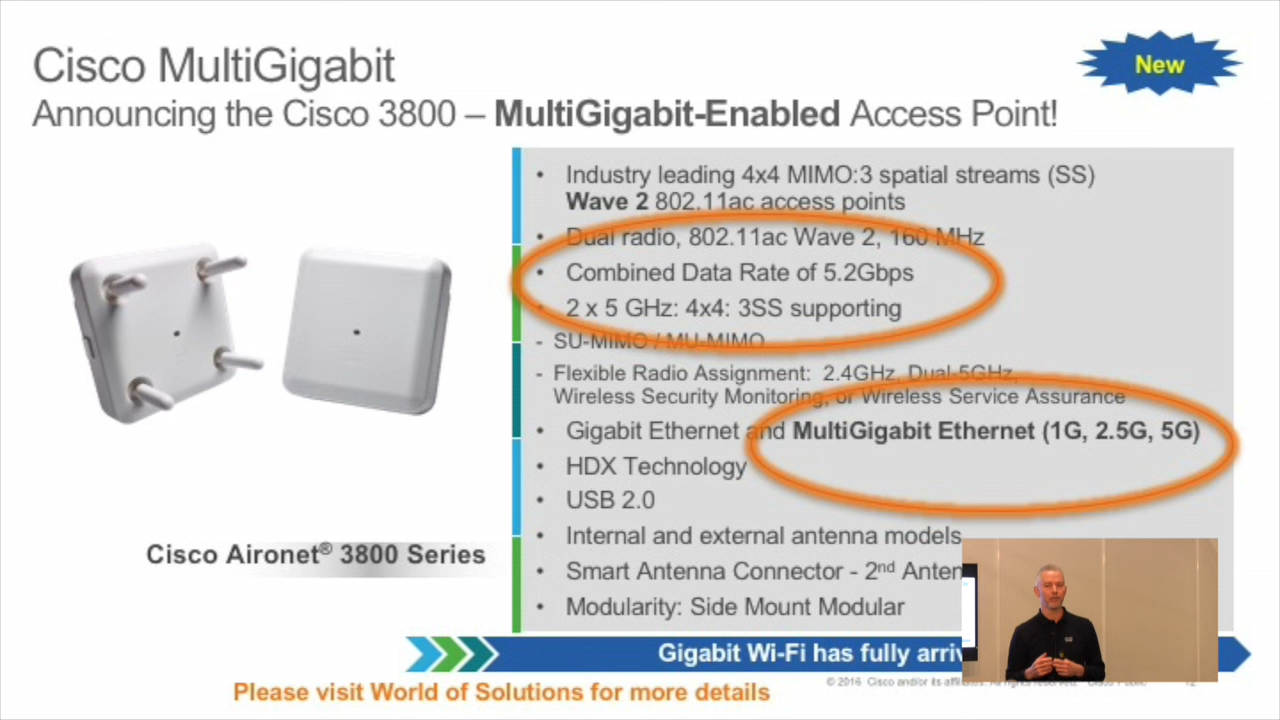 Cisco MultiGigabit
New
Announcing the Cisco 3800 – MultiGigabit-Enabled Access Point!
• Industry leading 4x4 MIMO:3 spatial streams (SS)
Wave 2 802.11ac access points
• Dual radio, 802.11ac Wave 2, 160 MHz
• Combined Data Rate of 5.2Gbps
• 2 x 5 GHz: 4x4: 3SS supporting
- SU-MIMO / MU-MIMO
- Flexible Radio Assignment: 2.4GHz, Dual-5GHz,
Wireless Security Monitoring, or Wireless Service Assurance
• Gigabit Ethernet and MultiGigabit Ethernet (1G, 2.5G, 5G)
• HDX Technology
• USB 2.0
• Internal and external antenna models
• Smart Antenna Connector - 2nd Anten
• Modularity: Side Mount Modular
Cisco Aironet® 3800 Series
Gigabit Wi-Fi has fully arriv
© 2016 Cisco and/or its affi
Please visit World of Solutions for more details